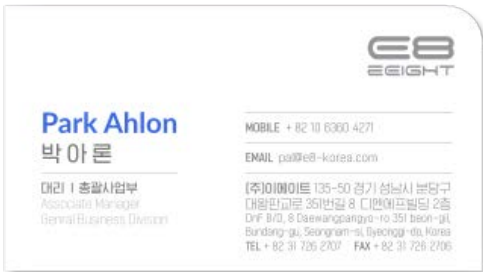 E8
EEIGHT
Park Ahlon
박아론
대리 I 총괄사업부
Associate Manager
Genral Business Division
MOBILE + 82 10 6360 4271
EMAIL pal@e8-korea.com
(주)이에이트 135-50 경기 성남시 분당구
대왕판교로 351번길 8 디앤에프빌딩 2층
DnF B/D, 8 Daewangpangyo-ro 351 beon-gil,
Bundang-gu, Seongnam-si, Gyeonggi-do, Korea
TEL + 82 31 726 2707 FAX + 82 31 726 2706